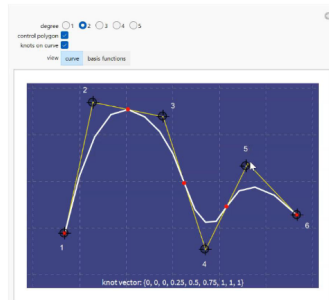 degree 1 2 3 4 5
control polygon
knots on curve
view curve basis functions
2
3
5
1
6
4
knot vector: {0, 0, 0, 0.25, 0.5, 0.75, 1, 1, 1}